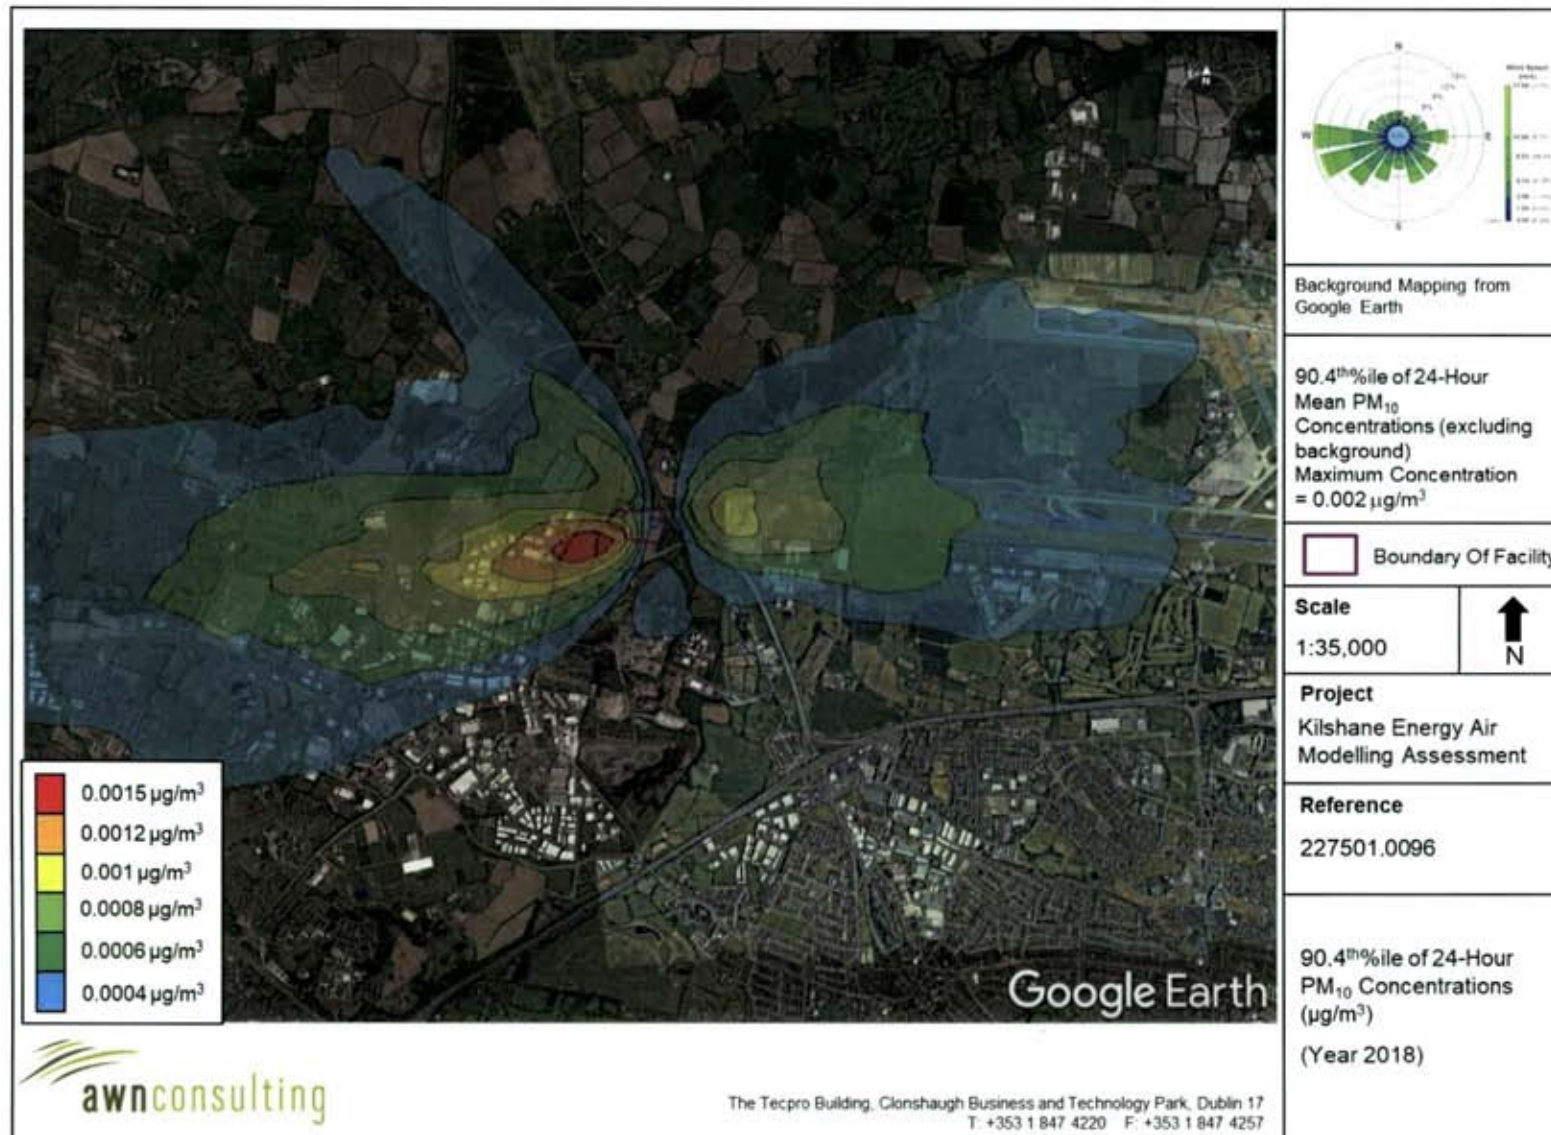 N
W
S
Background Mapping from
Google Earth
90.4th%ile of 24-Hour
Mean PM10
Concentrations (excluding
background)
Maximum Concentration
= 0.002 µg/m³
Boundary Of Facility
Scale
1:35,000
N
Project
Kilshane Energy Air
Modelling Assessment
Reference
227501.0096
90.4th%ile of 24-Hour
PM10 Concentrations
(µg/m³)
(Year 2018)
0.0015 µg/m³
0.0012 µg/m³
0.001 µg/m³
0.0008 µg/m³
0.0006 µg/m³
0.0004 µg/m³
Google Earth
awnconsulting
The Tecpro Building, Clonshaugh Business and Technology Park, Dublin 17
T: +353 1 847 4220 F: +353 1 847 4257